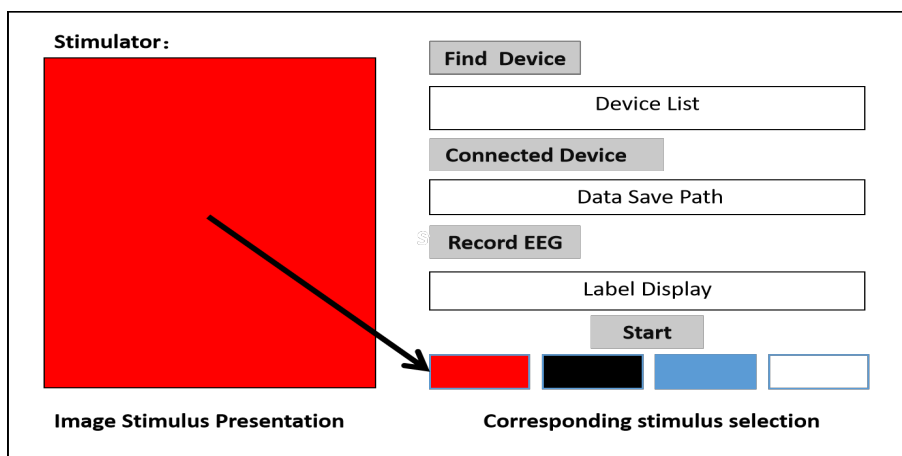 Stimulator：
Find Device
Device List
Connected Device
Data Save Path
Record EEG
Label Display
Start
Image Stimulus Presentation
Corresponding stimulus selection